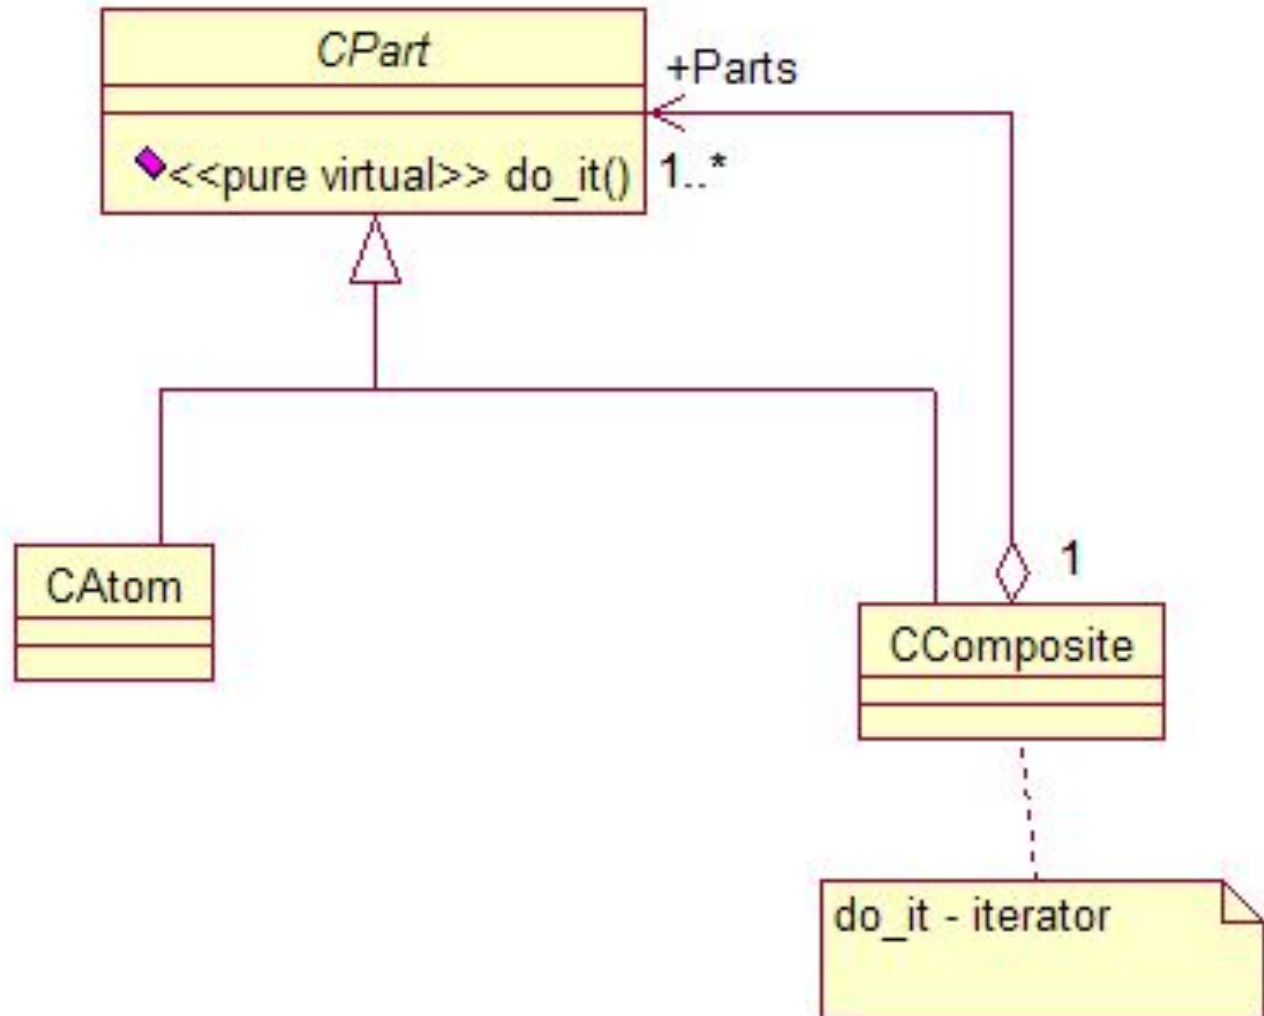 CPart
+Parts
<<pure virtual>> do_it()
1..*
CAtom
1
CComposite
do_it - iterator